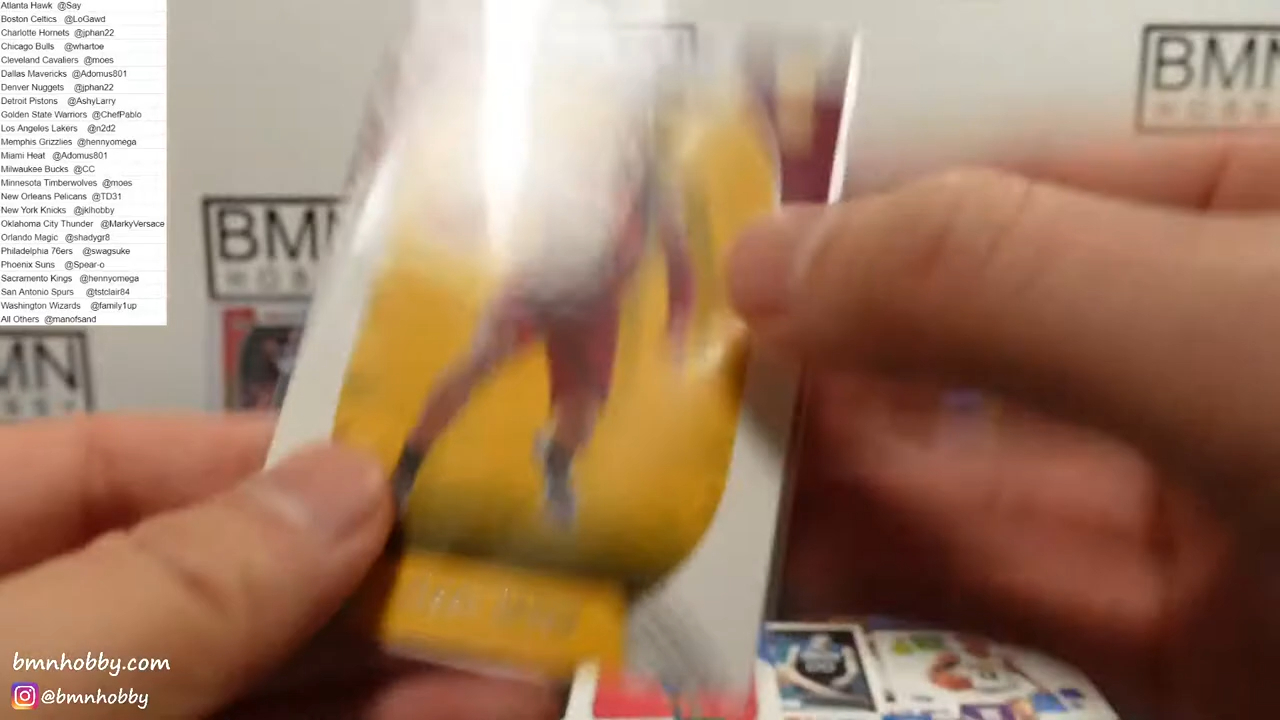 Atlanta Hawk @Say
Boston Celtics @LoGawd
Charlotte Hornets @jphan22
Chicago Bulls @whartoe
Cleveland Cavaliers @moes
Dallas Mavericks @Adomus801
Denver Nuggets @jphan22
Detroit Pistons @AshyLarry
Golden State Warriors @ChefPablo
Los Angeles Lakers @n2d2
Memphis Grizzlies @hennyomega
Miami Heat @Adomus801
Milwaukee Bucks @CC
Minnesota Timberwolves @moes
New Orleans Pelicans @TD31
New York Knicks @jklhobby
Oklahoma City Thunder @MarkyVersace
Orlando Magic @shadygr8
Philadelphia 76ers @swagsuke
Phoenix Suns @Spear-o
Sacramento Kings @hennyomega
San Antonio Spurs @tstclair84
Washington Wizards @family1up
All Others @manofsand
BMN
BMN
MN
bmnhobby.com
@bmnhobby